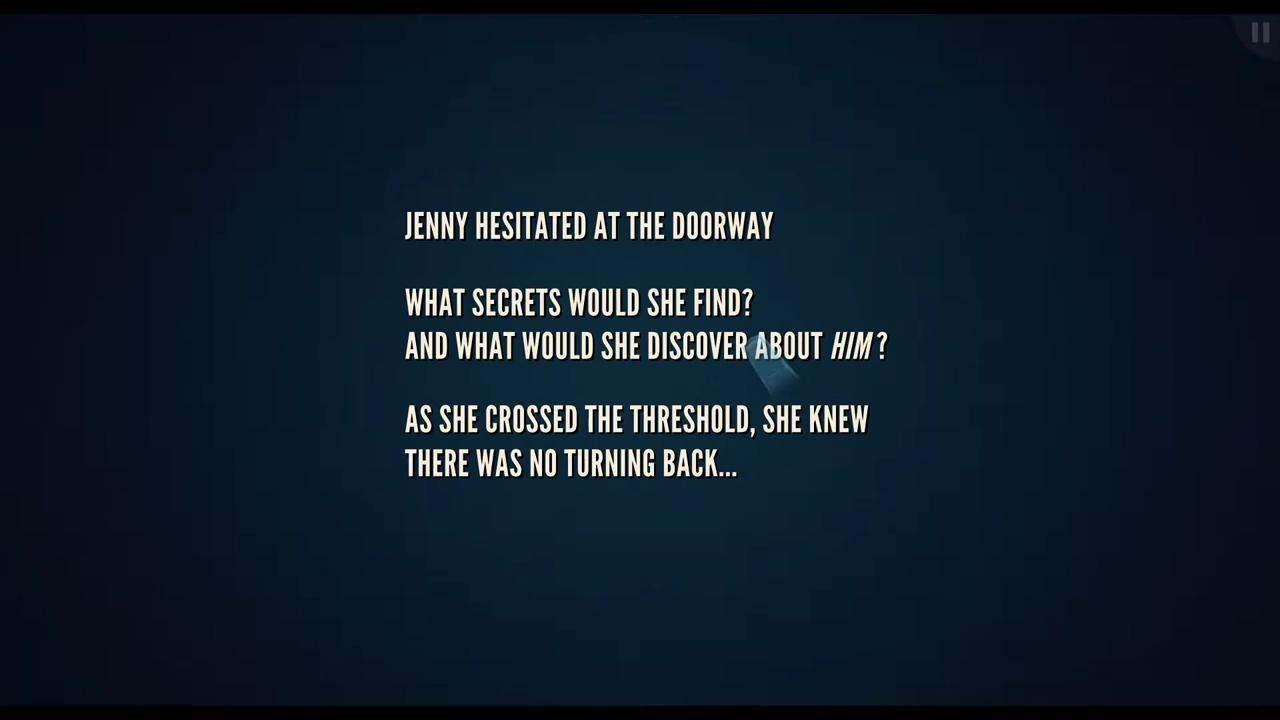 JENNY HESITATED AT THE DOORWAY
WHAT SECRETS WOULD SHE FIND?
AND WHAT WOULD SHE DISCOVER ABOUT HIM?
AS SHE CROSSED THE THRESHOLD, SHE KNEW
THERE WAS NO TURNING BACK...